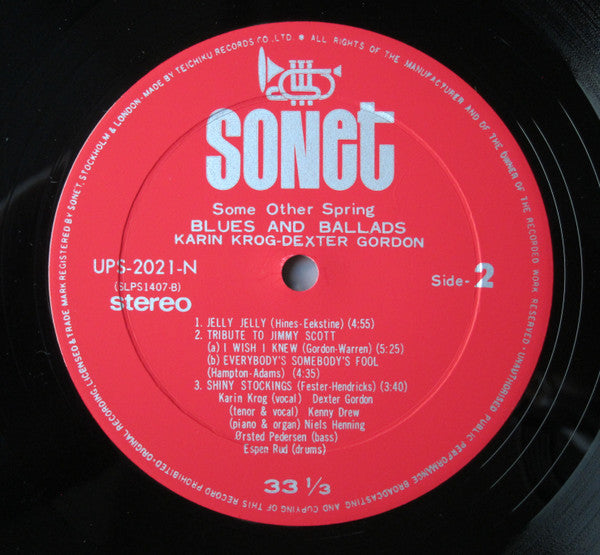 SONET
Some Other Spring
BLUES AND BALLADS
KARIN KROG-DEXTER GORDON
UPS-2021-N
(SLPS1407-B)
stereo
Side-2
1. JELLY JELLY (Hines-Eekstine) (4:55)
2. TRIBUTE TO JIMMY SCOTT
(a) I WISH I KNEW (Gordon-Warren) (5:25)
(b) EVERYBODY'S SOMEBODY'S FOOL
(Hampton-Adams) (4:35)
3. SHINY STOCKINGS (Fester-Hendricks) (3:40)
Karin Krog (vocal) Dexter Gordon
(tenor & vocal) Kenny Drew
(piano & organ) Niels Henning
Ørsted Pedersen (bass)
Espen Rud (drums)
33 1/3
TRADE MARK REGISTERED BY SONET, STOCKHOLM & LONDON·MADE BY TEICHIKU RECORDS CO., LTD. * ALL RIGHTS OF THE MANUFACTURER AND OF THE OWNER OF THE RECORDED WORK RESERVED·UNAUTHORISED PUBLIC PERFORMANCE BROADCASTING AND COPYING OF THIS RECORD PROHIBITED·ORIGINAL RECORDING, LICENSED &